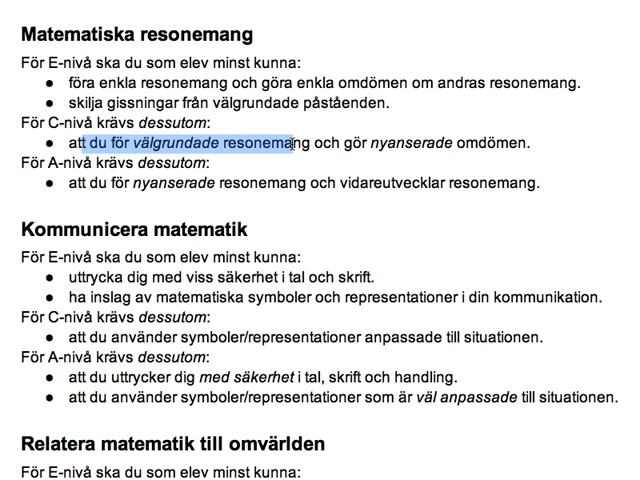 Matematiska resonemang
För E-nivå ska du som elev minst kunna:
● föra enkla resonemang och göra enkla omdömen om andras resonemang.
● skilja gissningar från välgrundade påståenden.
För C-nivå krävs dessutom:
● att du för välgrundade resonemang och gör nyanserade omdömen.
För A-nivå krävs dessutom:
● att du för nyanserade resonemang och vidareutvecklar resonemang.
Kommunicera matematik
För E-nivå ska du som elev minst kunna:
● uttrycka dig med viss säkerhet i tal och skrift.
● ha inslag av matematiska symboler och representationer i din kommunikation.
För C-nivå krävs dessutom:
● att du använder symboler/representationer anpassade till situationen.
För A-nivå krävs dessutom:
● att du uttrycker dig med säkerhet i tal, skrift och handling.
● att du använder symboler/representationer som är väl anpassade till situationen.
Relatera matematik till omvärlden
För E-nivå ska du som elev minst kunna: